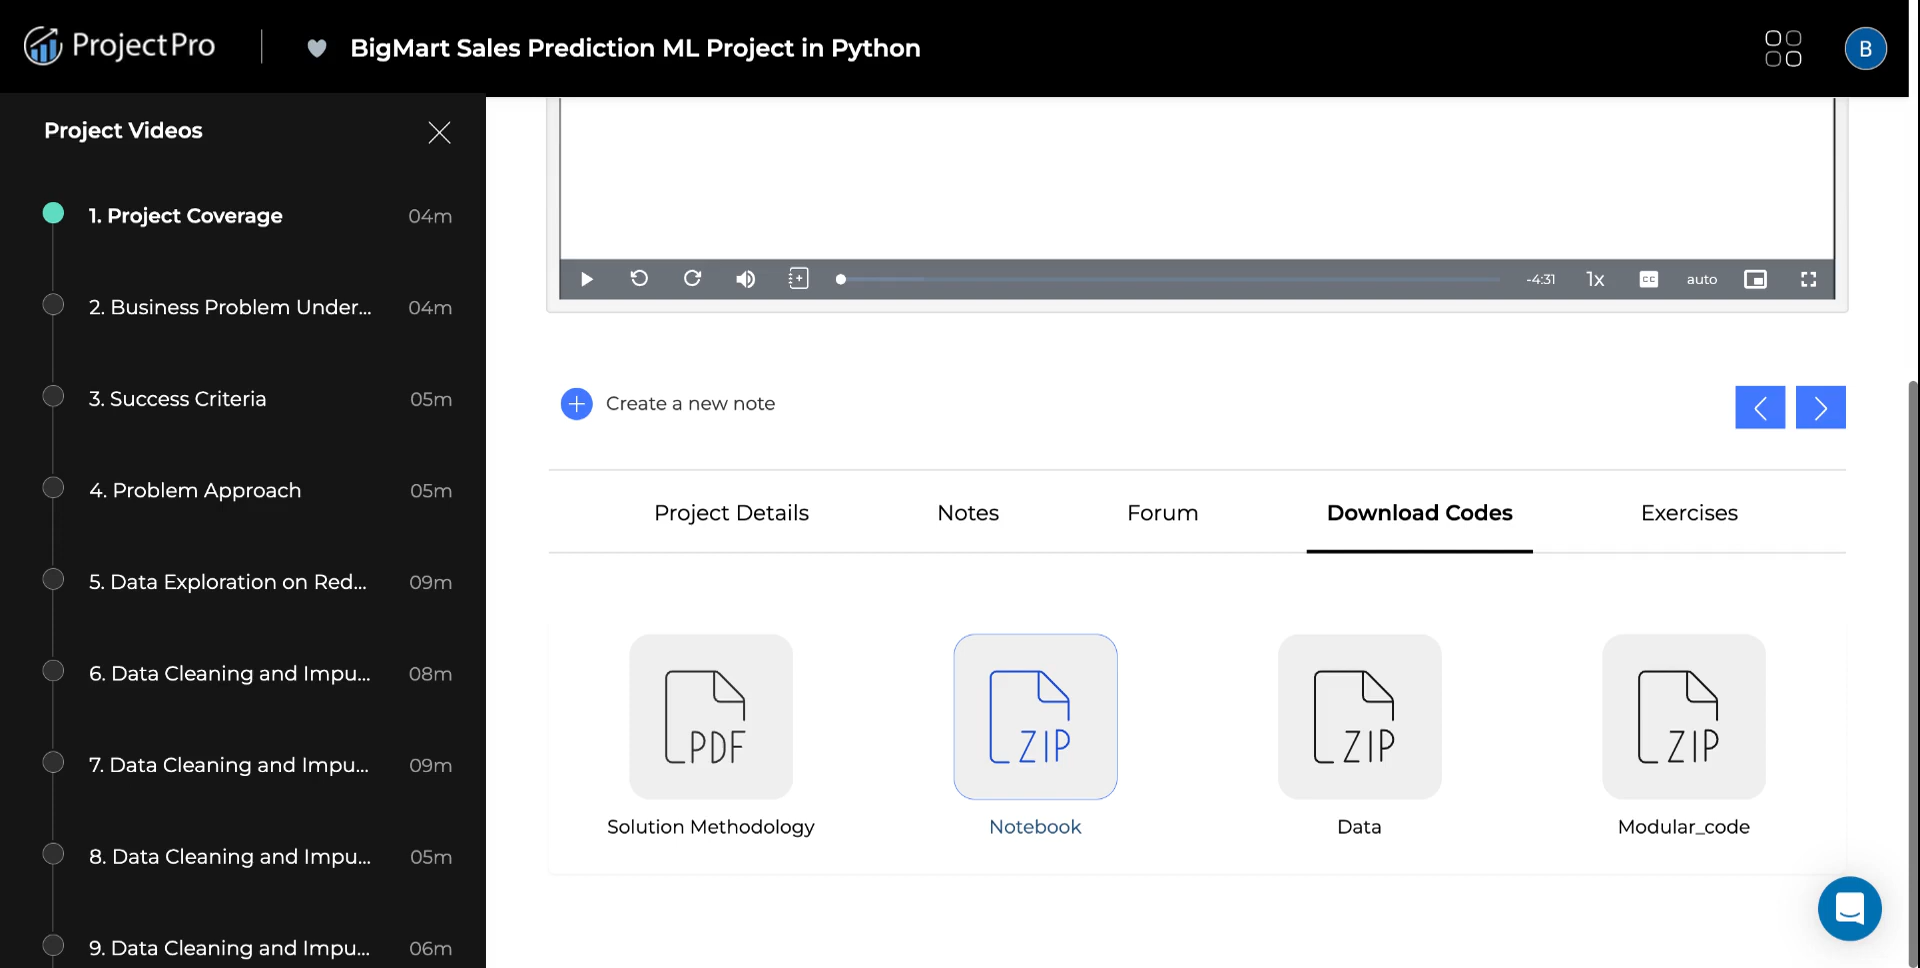 ProjectPro
BigMart Sales Prediction ML Project in Python
B
Project Videos
1. Project Coverage 04m
2. Business Problem Under... 04m
3. Success Criteria 05m
4. Problem Approach 05m
5. Data Exploration on Red... 09m
6. Data Cleaning and Impu... 08m
7. Data Cleaning and Impu... 09m
8. Data Cleaning and Impu... 05m
9. Data Cleaning and Impu... 06m
-4:31 1x CC auto
Create a new note
Project Details Notes Forum Download Codes Exercises
PDF ZIP ZIP ZIP
Solution Methodology Notebook Data Modular_code